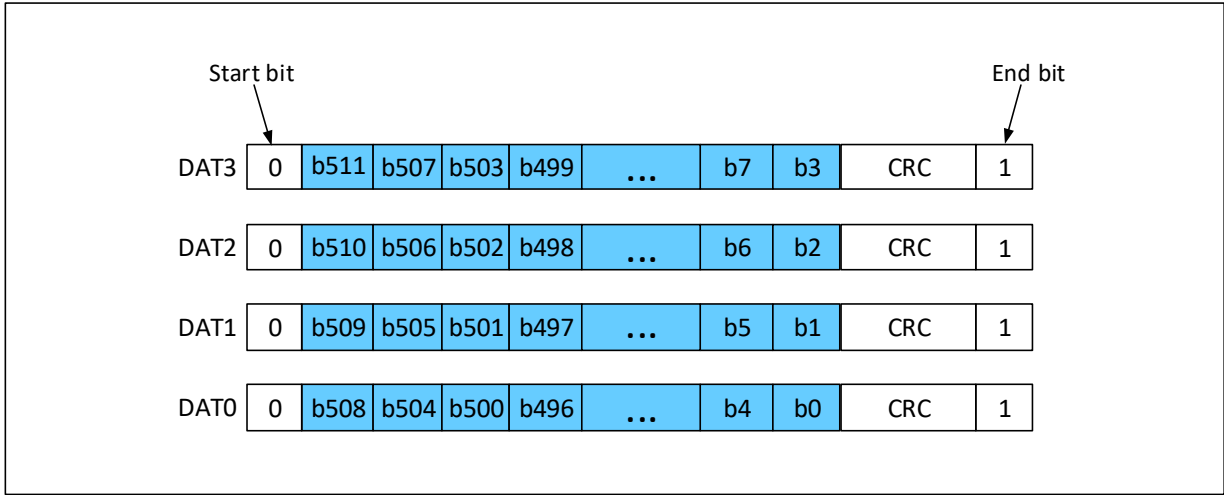 Start bit End bit
DAT3 0 b511 b507 b503 b499 ... b7 b3 CRC 1
DAT2 0 b510 b506 b502 b498 ... b6 b2 CRC 1
DAT1 0 b509 b505 b501 b497 ... b5 b1 CRC 1
DAT0 0 b508 b504 b500 b496 ... b4 b0 CRC 1